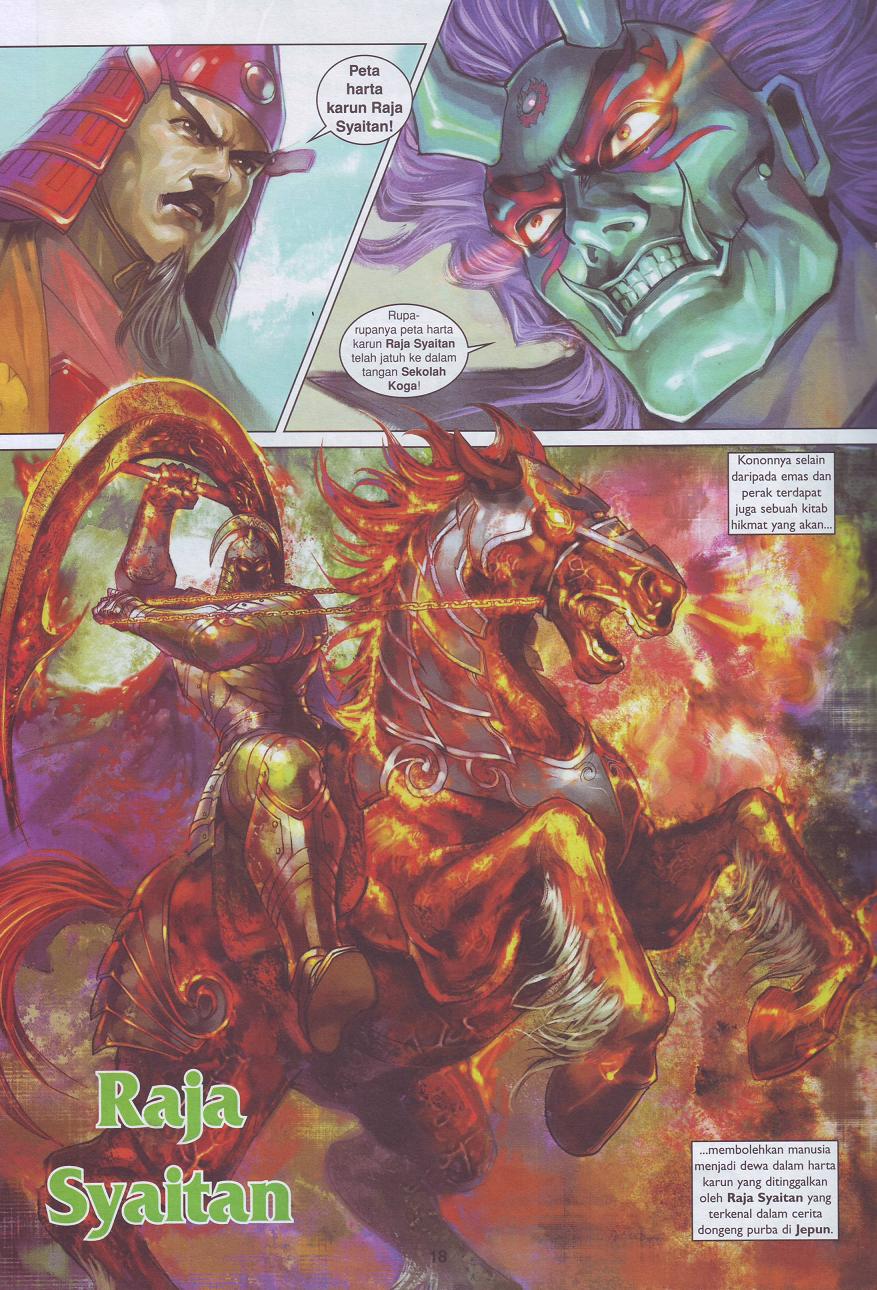 Peta
harta
karun Raja
Syaitan!
Rupa-
rupanya peta harta
karun Raja Syaitan
telah jatuh ke dalam
tangan Sekolah
Koga!
Kononnya selain
daripada emas dan
perak terdapat
juga sebuah kitab
hikmat yang akan...
Raja
Syaitan
...membolehkan manusia
menjadi dewa dalam harta
karun yang ditinggalkan
oleh Raja Syaitan yang
terkenal dalam cerita
dongeng purba di Jepun.
18